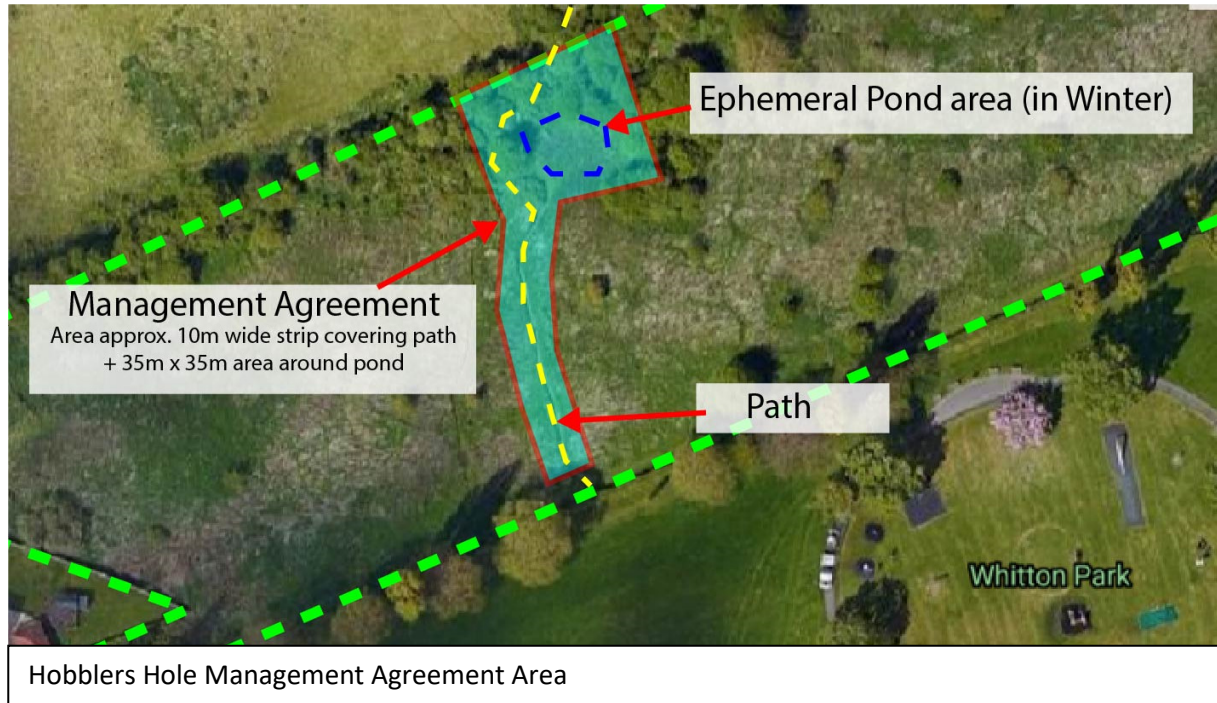 Ephemeral Pond area (in Winter)
Management Agreement
Area approx. 10m wide strip covering path
+ 35m x 35m area around pond
Path
Whitton Park
Hobblers Hole Management Agreement Area